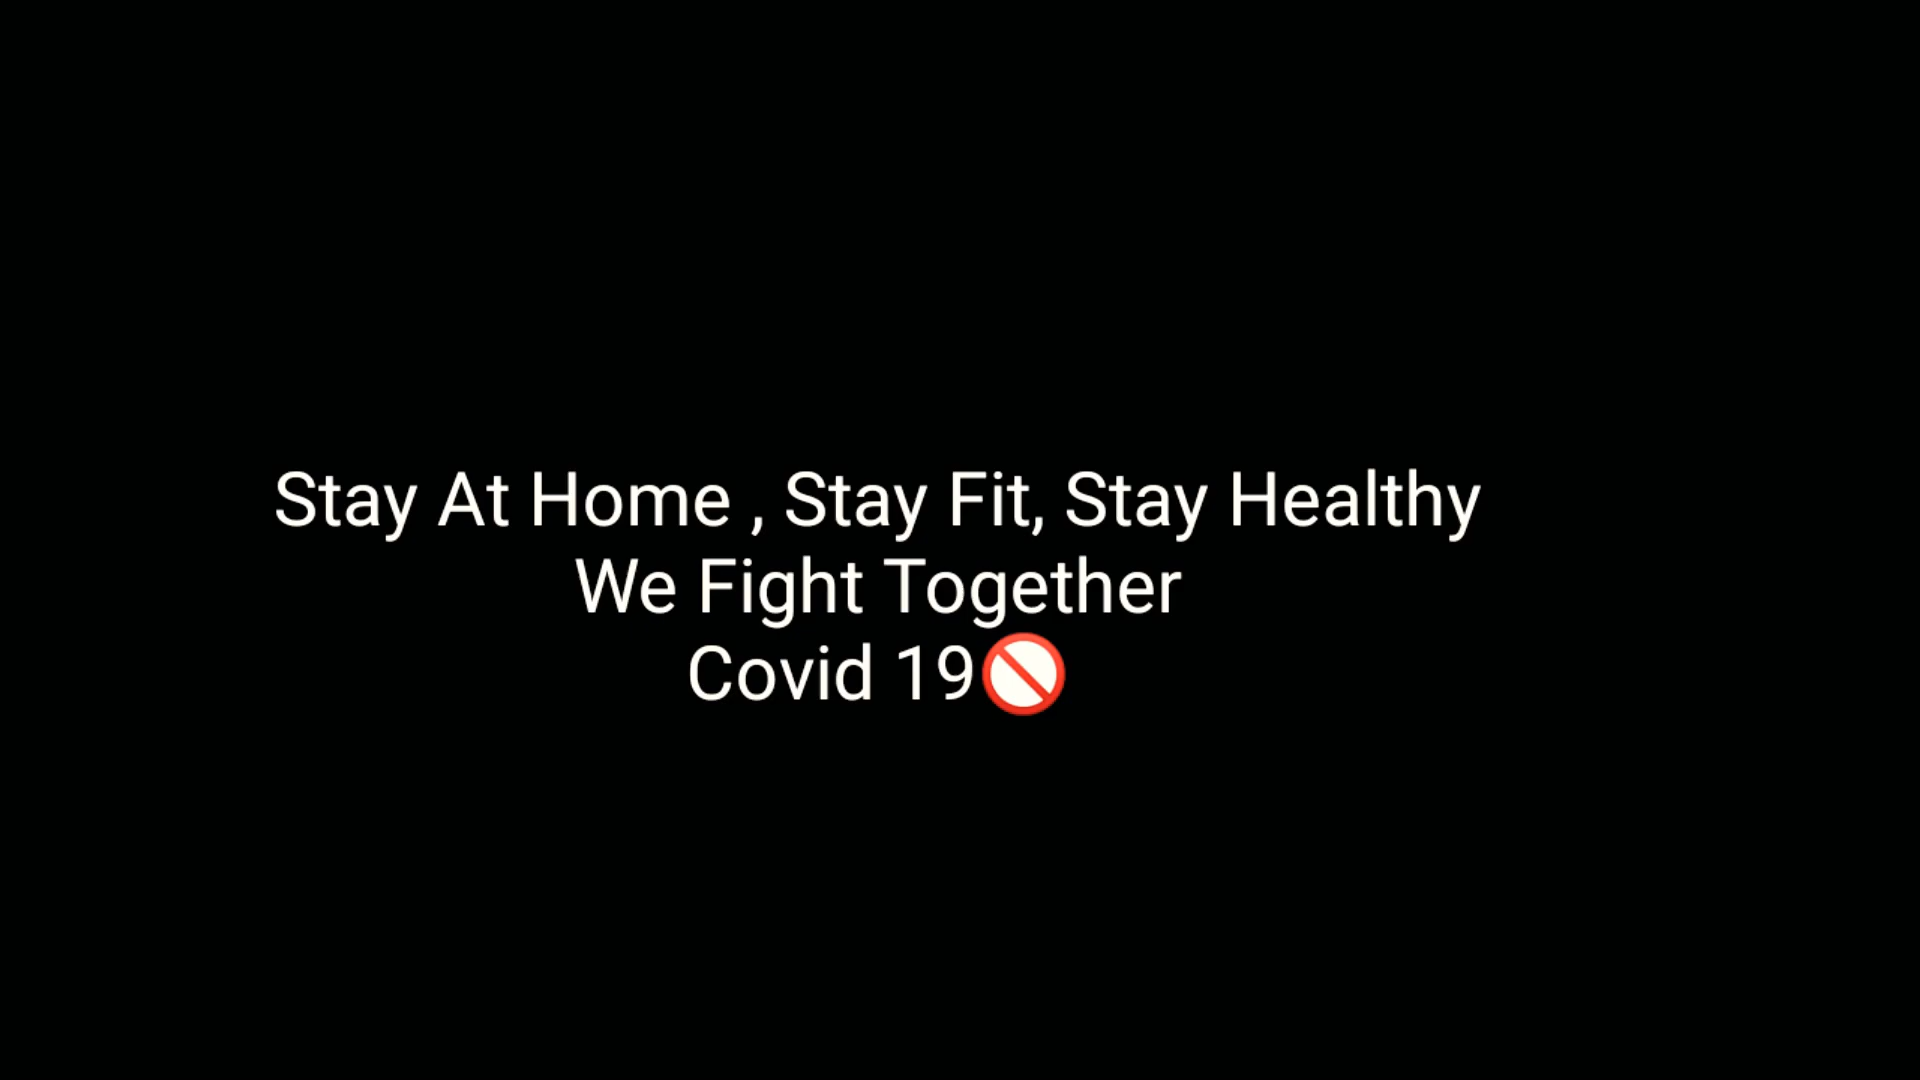 Stay At Home , Stay Fit, Stay Healthy
We Fight Together
Covid 19🚫